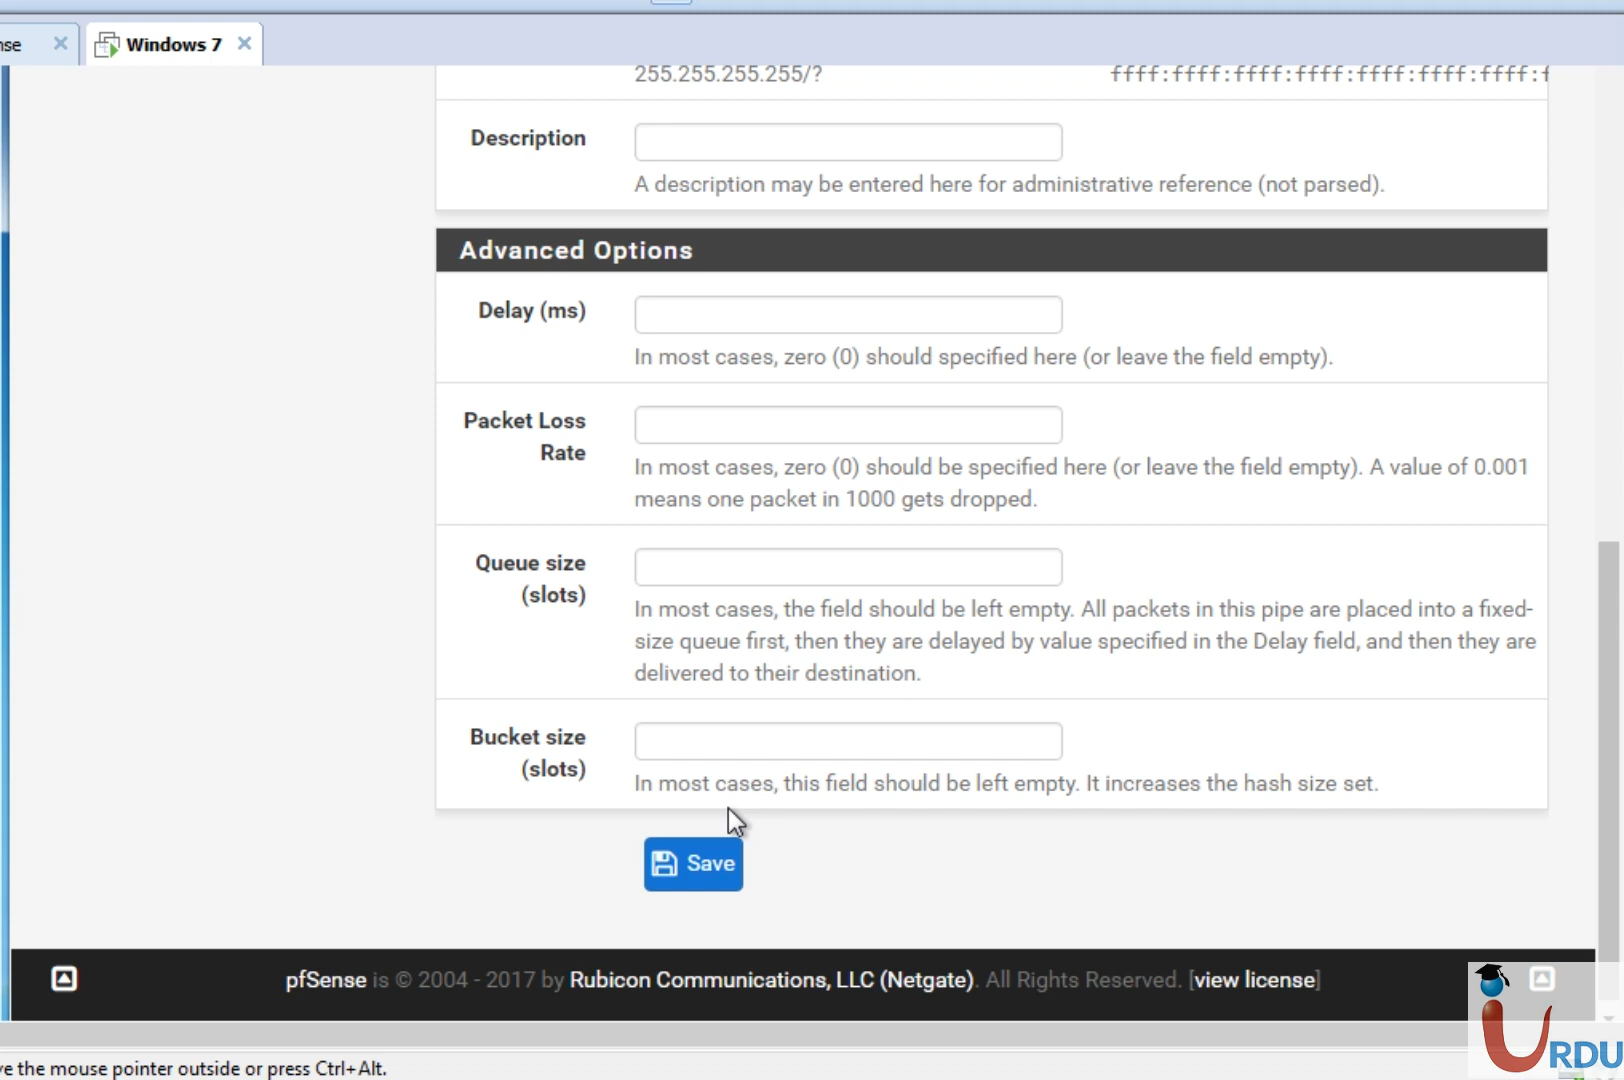 nse
Windows 7
255.255.255.255/?
ffff:ffff:ffff:ffff:ffff:ffff:ffff:f
Description
A description may be entered here for administrative reference (not parsed).
Advanced Options
Delay (ms)
In most cases, zero (0) should specified here (or leave the field empty).
Packet Loss
Rate
In most cases, zero (0) should be specified here (or leave the field empty). A value of 0.001
means one packet in 1000 gets dropped.
Queue size
(slots)
In most cases, the field should be left empty. All packets in this pipe are placed into a fixed-
size queue first, then they are delayed by value specified in the Delay field, and then they are
delivered to their destination.
Bucket size
(slots)
In most cases, this field should be left empty. It increases the hash size set.
Save
pfSense is © 2004 - 2017 by Rubicon Communications, LLC (Netgate). All Rights Reserved. [view license]
URDU
ve the mouse pointer outside or press Ctrl+Alt.